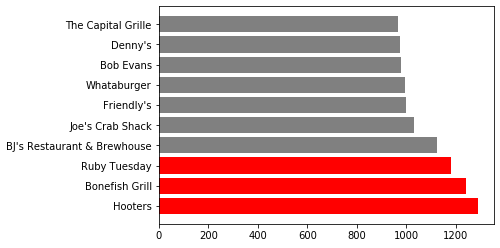 The Capital Grille
Denny's
Bob Evans
Whataburger
Friendly's
Joe's Crab Shack
BJ's Restaurant & Brewhouse
Ruby Tuesday
Bonefish Grill
Hooters
0 200 400 600 800 1000 1200